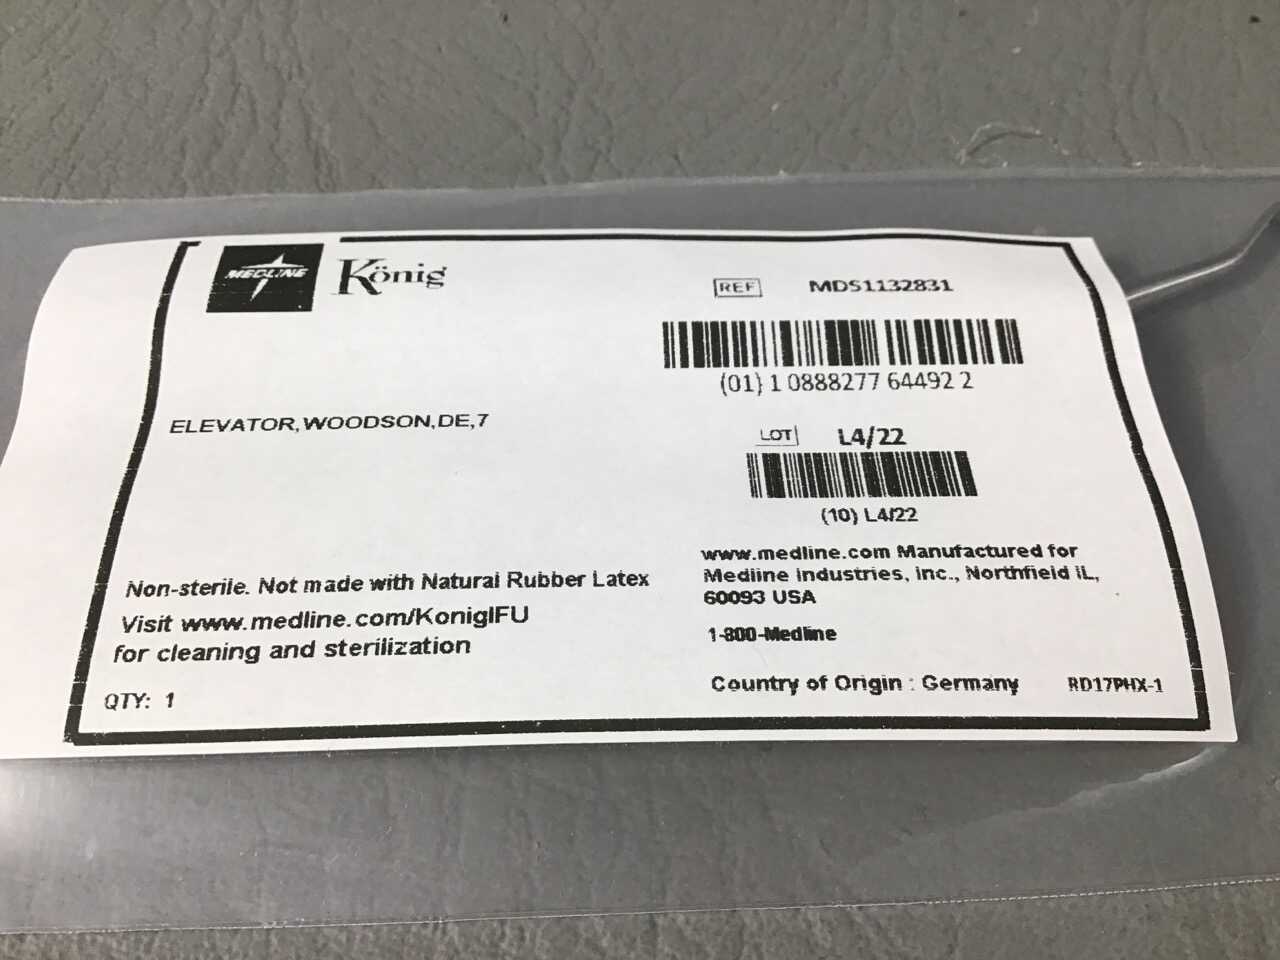 MEDLINE
König
REF MDS1132831
(01) 1 0888277 64492 2
ELEVATOR,WOODSON,DE,7
LOT L4/22
(10) L4/22
Non-sterile. Not made with Natural Rubber Latex
Visit www.medline.com/KonigIFU
for cleaning and sterilization
QTY: 1
www.medline.com Manufactured for
Medline Industries, Inc., Northfield IL,
60093 USA
1-800-Medline
Country of Origin : Germany
RD17PHX-1